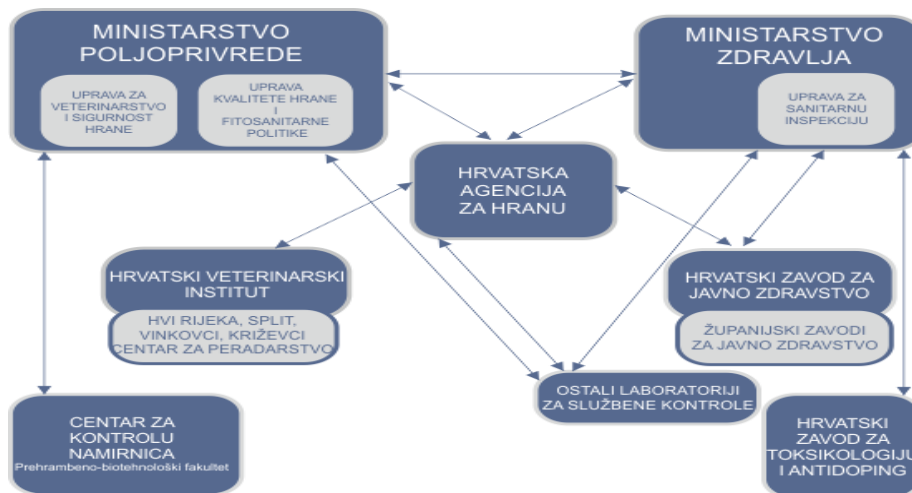 MINISTARSTVO
POLJOPRIVREDE
UPRAVA ZA
VETERINARSTVO
I SIGURNOST
HRANE
UPRAVA
KVALITETE HRANE
I
FITOSANITARNE
POLITIKE
MINISTARSTVO
ZDRAVLJA
UPRAVA ZA
SANITARNU
INSPEKCIJU
HRVATSKA
AGENCIJA
ZA HRANU
HRVATSKI VETERINARSKI
INSTITUT
HVI RIJEKA, SPLIT,
VINKOVCI, KRIŽEVCI
CENTAR ZA PERADARSTVO
HRVATSKI ZAVOD ZA
JAVNO ZDRAVSTVO
ŽUPANIJSKI ZAVODI
ZA JAVNO ZDRAVSTVO
OSTALI LABORATORIJI
ZA SLUŽBENE KONTROLE
CENTAR ZA
KONTROLU
NAMIRNICA
Prehrambeno-biotehnološki fakultet
HRVATSKI
ZAVOD ZA
TOKSIKOLOGIJU
I ANTIDOPING